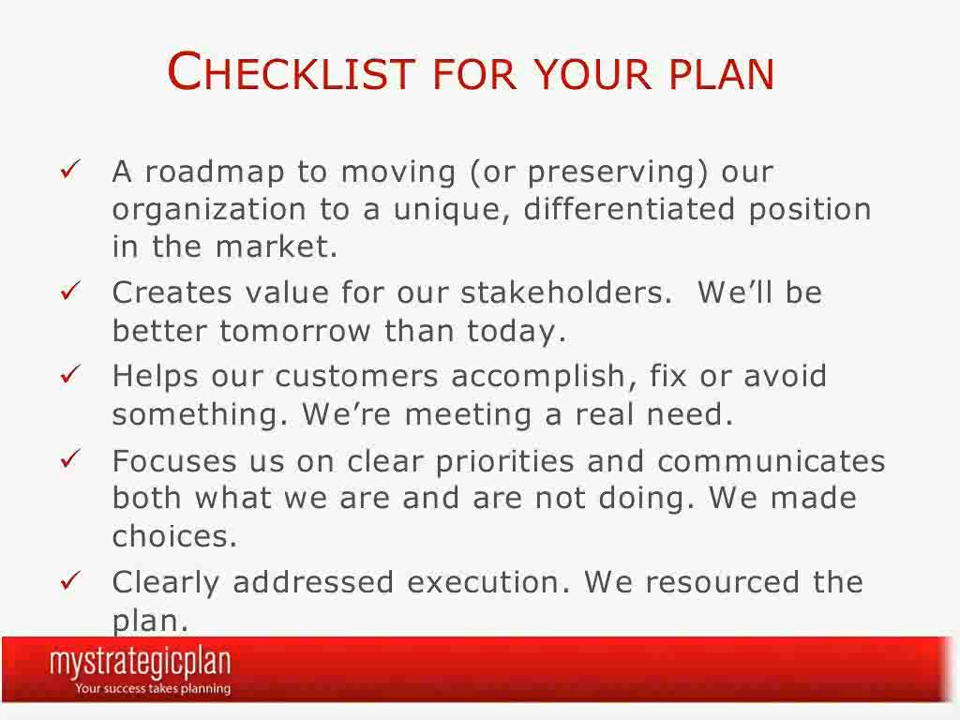 CHECKLIST FOR YOUR PLAN
✓ A roadmap to moving (or preserving) our
organization to a unique, differentiated position
in the market.
✓ Creates value for our stakeholders.  We’ll be
better tomorrow than today.
✓ Helps our customers accomplish, fix or avoid
something. We’re meeting a real need.
✓ Focuses us on clear priorities and communicates
both what we are and are not doing. We made
choices.
✓ Clearly addressed execution. We resourced the
plan.
mystrategicplan
Your success takes planning